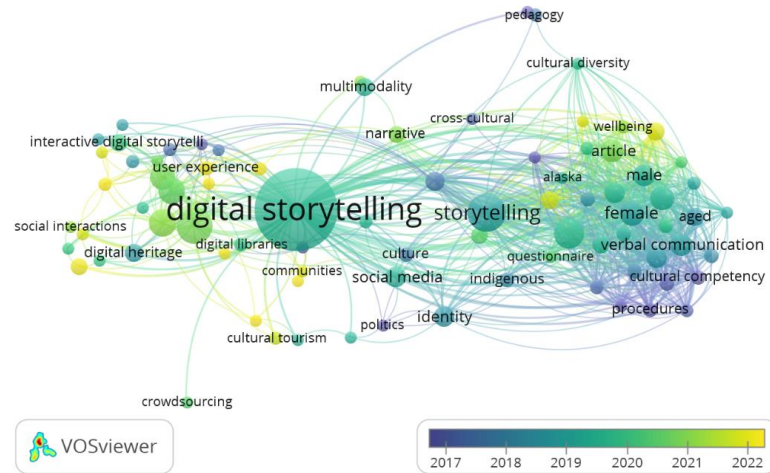 pedagogy
cultural diversity
multimodality
cross-cultural
narrative
wellbeing
interactive digital storytelli
article
user experience
alaska
male
digital storytelling
storytelling
female
aged
social interactions
digital libraries
verbal communication
digital heritage
culture
questionnaire
communities
social media
indigenous
cultural competency
procedures
identity
politics
cultural tourism
crowdsourcing
VOSviewer
2017 2018 2019 2020 2021 2022